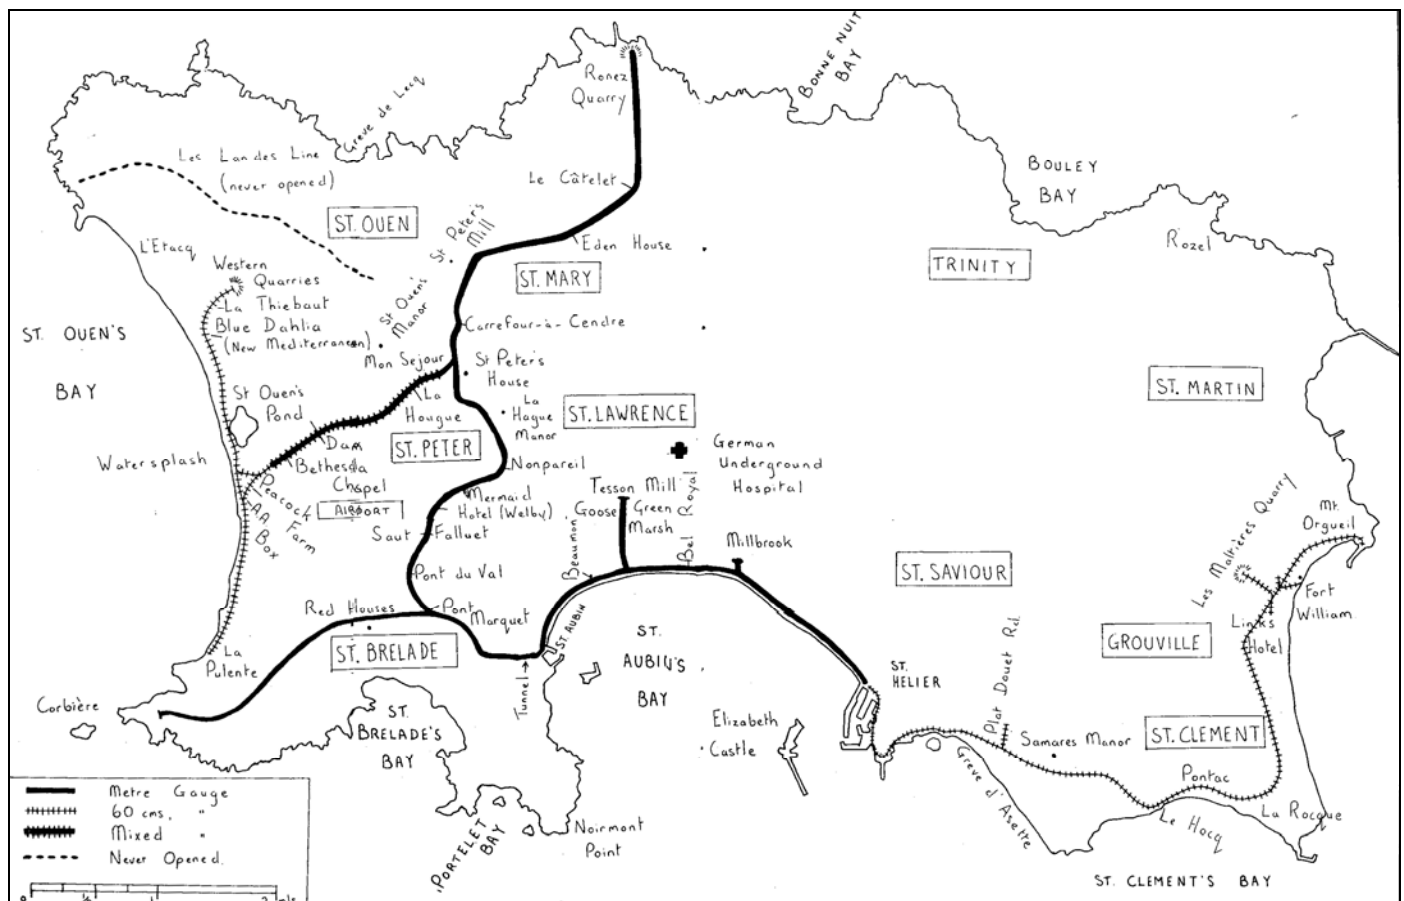 BONNE NUIT
BAY
Ronez
Quarry
Greve de Lecq
Les Landes Line
(never opened)
Le Câtelet
BOULEY
BAY
ST. OUEN
St Peter's
Mill
Eden House
Rozel
L'Etacq
TRINITY
Western
Quarries
ST. MARY
La Thiebaut
Blue Dahlia
(New Mediterranean)
St Ouen's
Manor
Carrefour-à-Cendre
ST. OUEN'S
BAY
Mon Sejour
St Peter's
House
ST. MARTIN
St Ouen's
Pond
La
Hougue
La
Hague
Manor
ST. LAWRENCE
Dam
ST. PETER
German
Underground
Hospital
Watersplash
Bethesda
Chapel
Nonpareil
Peacock
Farm
AA
Box
AIRPORT
Mermaid
Hotel (Welby)
Tesson Mill
Goose Green
Marsh
Bel Royal
Les Maltières Quarry
Mt.
Orgueil
Saut Falluet
Beaumont
Millbrook
Pont du Val
ST. SAVIOUR
Fort
William
Red Houses
Pont
Marquet
Links
Hotel
GROUVILLE
La
Pulente
ST. BRELADE
ST. AUBIN
Tunnel
ST.
AUBIN'S
BAY
ST.
HELIER
Plat Douet Rd.
Corbière
ST.
BRELADE'S
BAY
Elizabeth
Castle
Samares Manor
ST. CLEMENT
Greve d'Asette
Pontac
Le Hocq
La Rocque
Metre Gauge
60 cms. "
Mixed "
Never Opened.
PORTELET
BAY
Noirmont
Point
ST. CLEMENT'S BAY